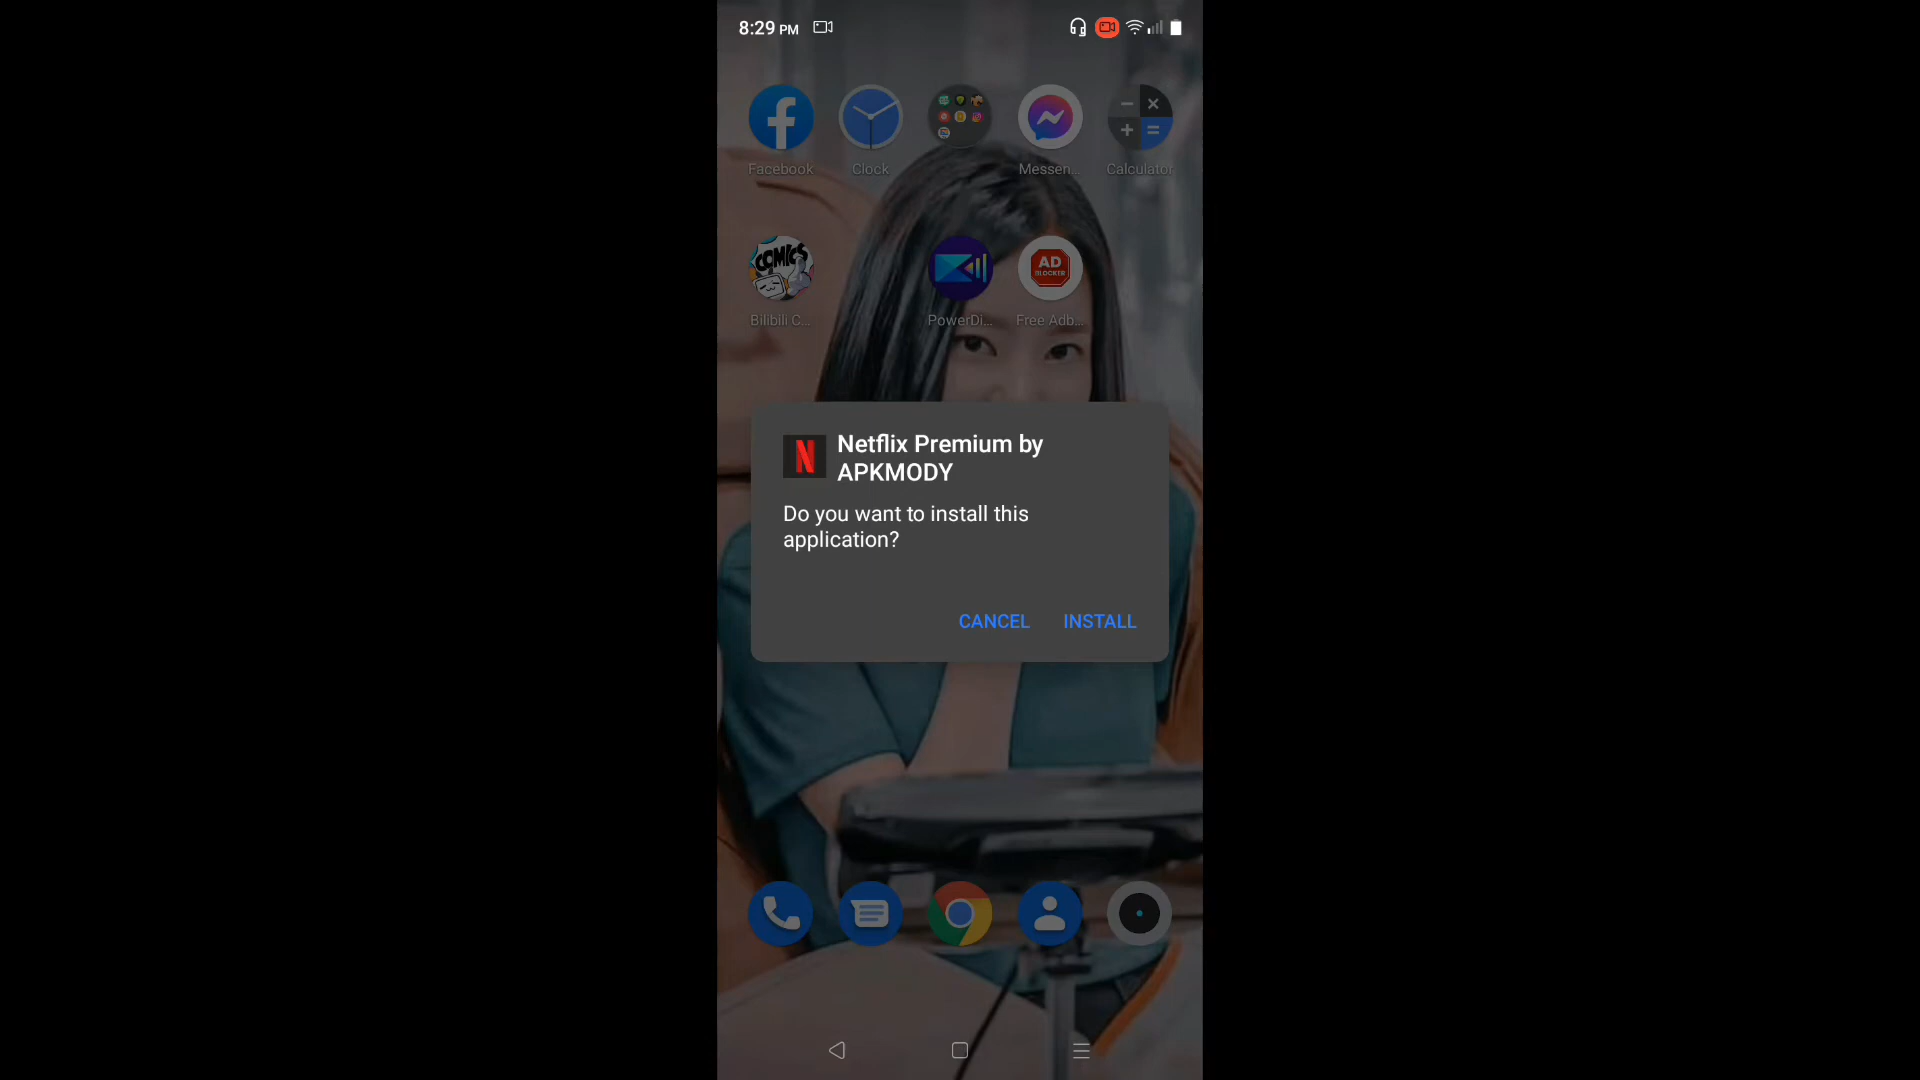 8:29 PM
Facebook
Clock
Messen...
Calculator
COMICS
AD
BLOCKER
Bilibili C...
PowerDi...
Free Adb...
N
Netflix Premium by
APKMODY
Do you want to install this
application?
CANCEL
INSTALL